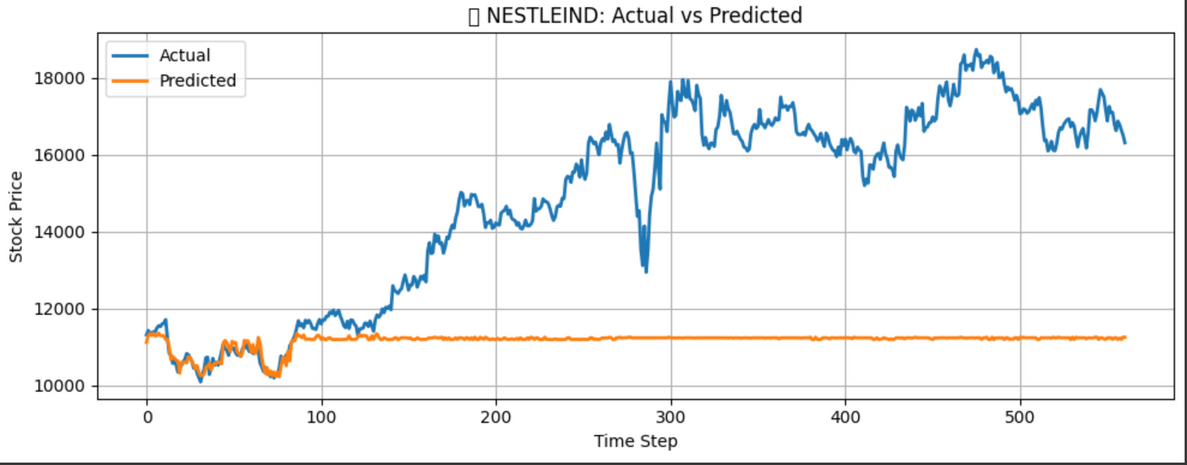 ▯ NESTLEIND: Actual vs Predicted
Actual
Predicted
Stock Price
18000
16000
14000
12000
10000
0 100 200 300 400 500
Time Step